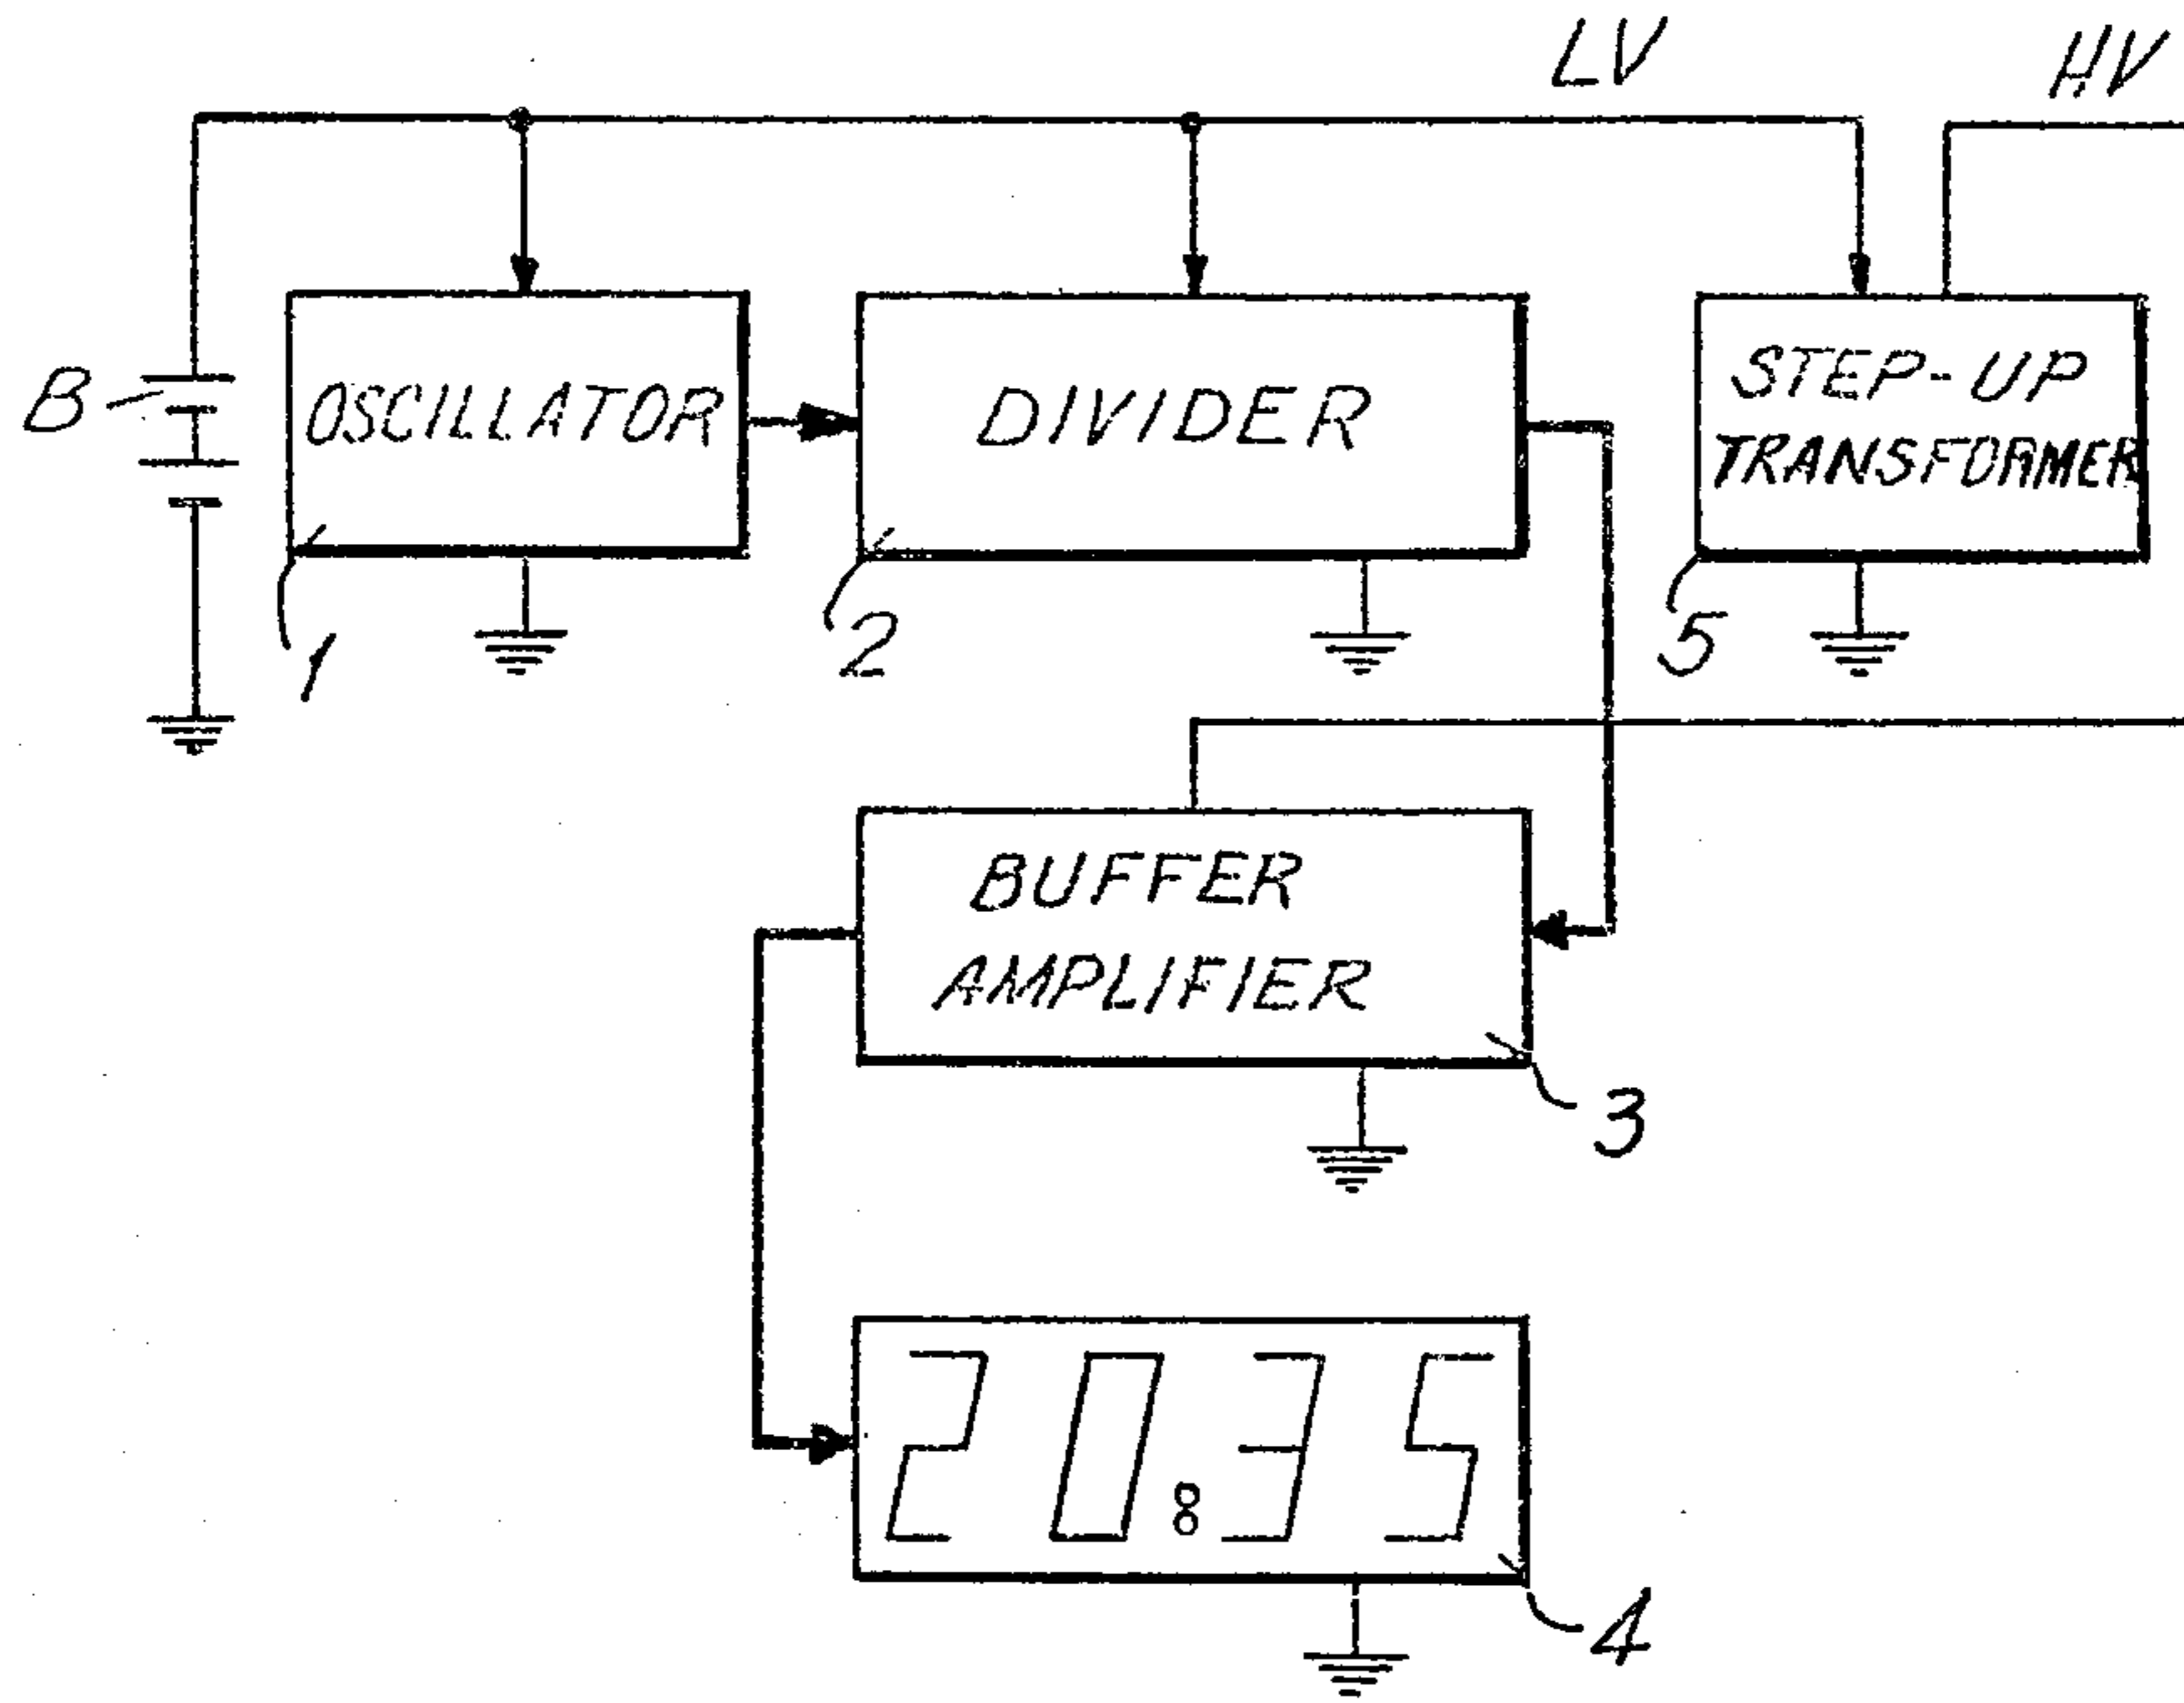 LV
HV
B
OSCILLATOR
DIVIDER
STEP-UP
TRANSFORMER
1
2
5
BUFFER
AMPLIFIER
3
20:35
4